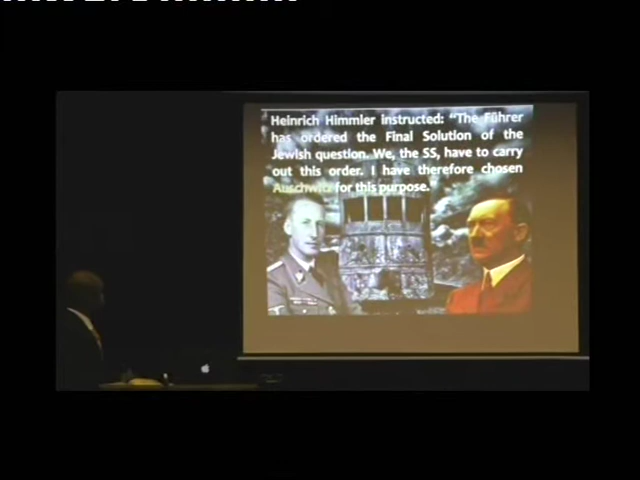 Heinrich Himmler instructed: "The Führer
has ordered the Final Solution of the
Jewish question. We, the SS, have to carry
out this order. I have therefore chosen
Auschwitz for this purpose.